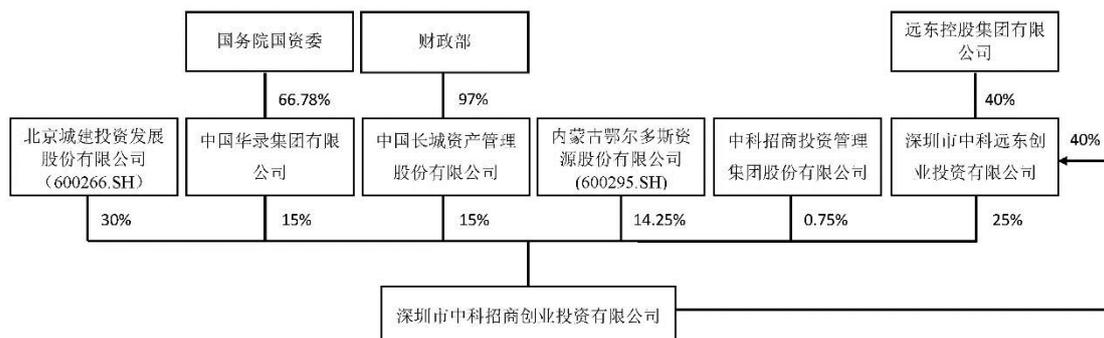 国务院国资委
财政部
远东控股集团有限
公司
66.78%
97%
40%
北京城建投资发展
股份有限公司
（600266.SH）
中国华录集团有限
公司
中国长城资产管理
股份有限公司
内蒙古鄂尔多斯资
源股份有限公司
(600295.SH)
中科招商投资管理
集团股份有限公司
深圳市中科远东创
业投资有限公司
40%
30%
15%
15%
14.25%
0.75%
25%
深圳市中科招商创业投资有限公司